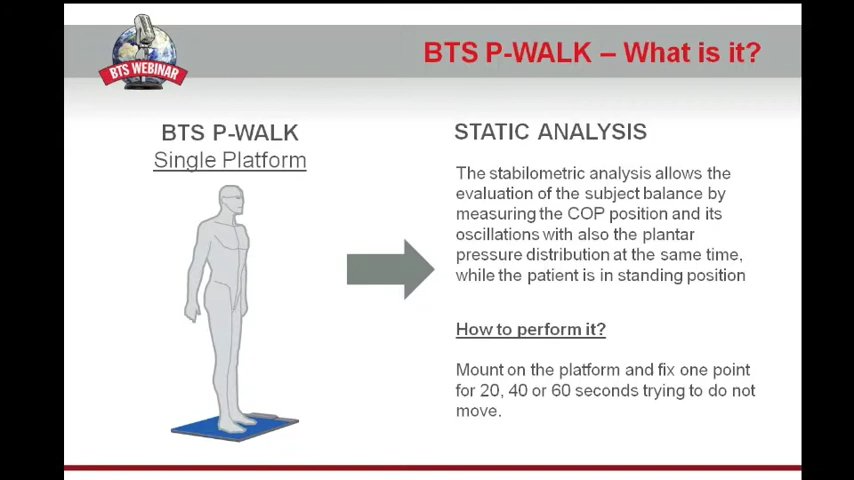 BTS WEBINAR
BTS P-WALK – What is it?
BTS P-WALK
Single Platform
STATIC ANALYSIS
The stabilometric analysis allows the
evaluation of the subject balance by
measuring the COP position and its
oscillations with also the plantar
pressure distribution at the same time,
while the patient is in standing position
How to perform it?
Mount on the platform and fix one point
for 20, 40 or 60 seconds trying to do not
move.